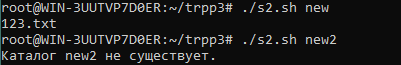 root@WIN-3UUTVP7D0ER:~/trpp3# ./s2.sh new
123.txt
root@WIN-3UUTVP7D0ER:~/trpp3# ./s2.sh new2
Каталог new2 не существует.